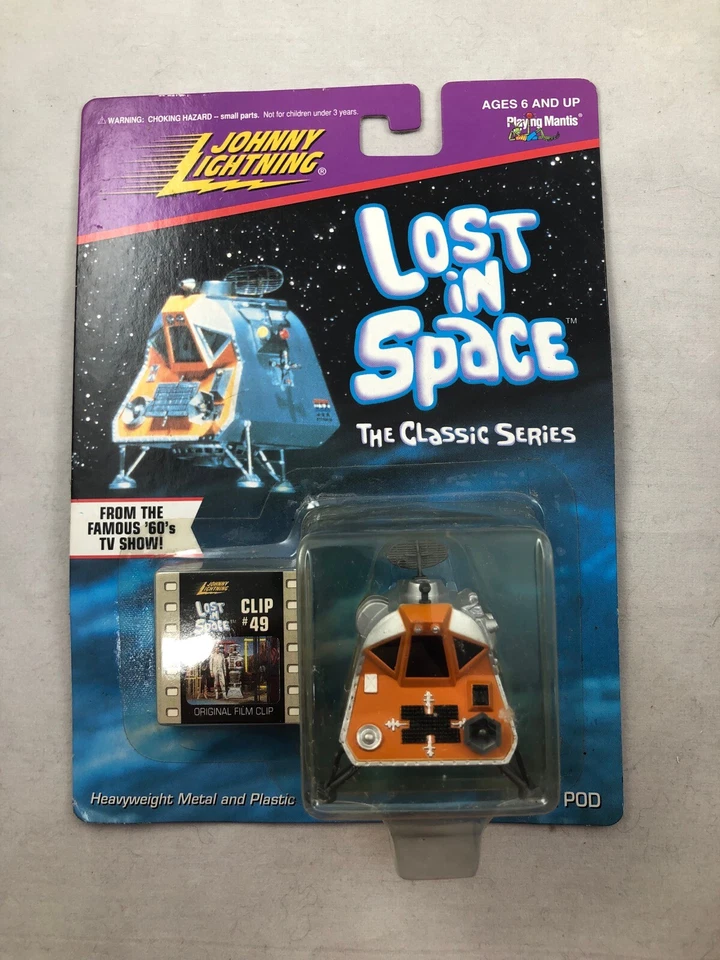 ⚠ WARNING: CHOKING HAZARD -- small parts. Not for children under 3 years.
AGES 6 AND UP
Playing Mantis®
JOHNNY
LIGHTNING®
LOST
iN
SpacE™
THE CLaSSiC SERiES
FROM THE
FAMOUS '60's
TV SHOW!
JOHNNY
LIGHTNING
LOST
iN
SpacE
CLIP
#49
ORIGINAL FILM CLIP
Heavyweight Metal and Plastic
POD